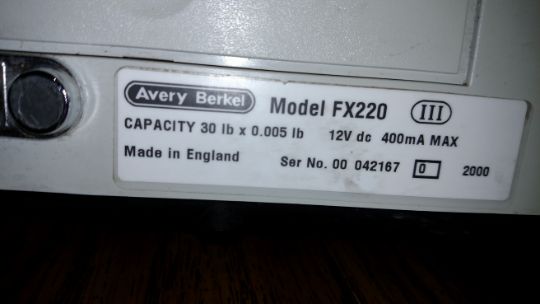 Avery Berkel Model FX220 III
CAPACITY 30 lb x 0.005 lb 12V dc 400mA MAX
Made in England Ser No. 00 042167 0 2000